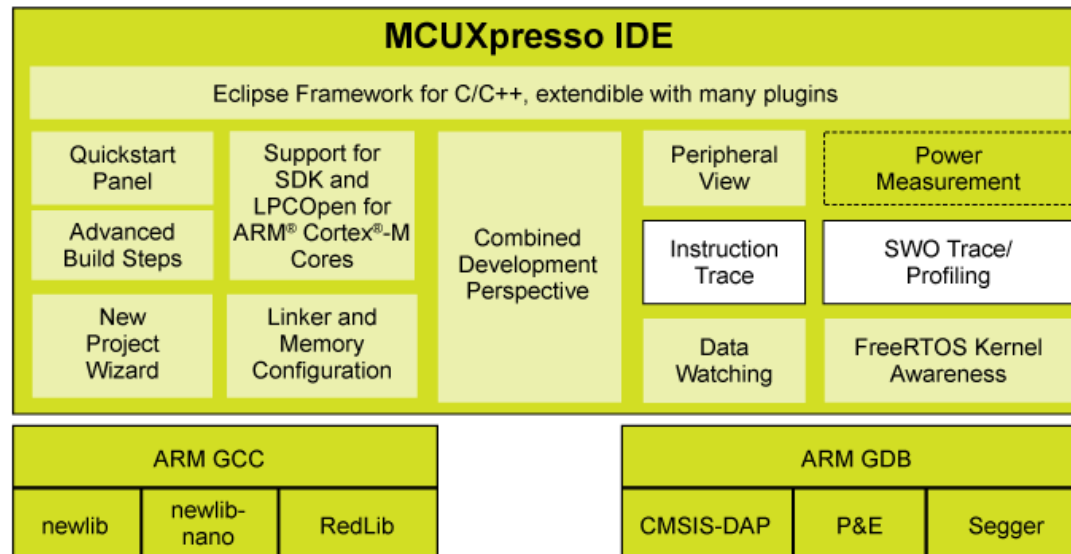 MCUXpresso IDE
Eclipse Framework for C/C++, extendible with many plugins
Quickstart
Panel
Advanced
Build Steps
New
Project
Wizard
Support for
SDK and
LPCOpen for
ARM® Cortex®-M
Cores
Linker and
Memory
Configuration
Combined
Development
Perspective
Peripheral
View
Power
Measurement
Instruction
Trace
SWO Trace/
Profiling
Data
Watching
FreeRTOS Kernel
Awareness
ARM GCC
newlib
newlib-
nano
RedLib
ARM GDB
CMSIS-DAP
P&E
Segger